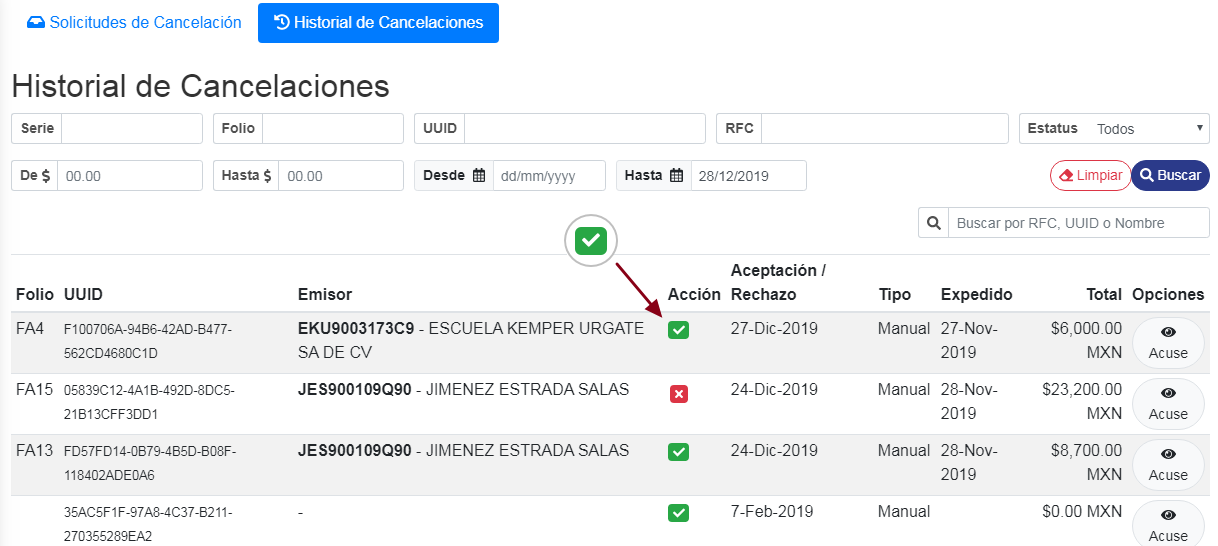 Solicitudes de Cancelación
Historial de Cancelaciones
Historial de Cancelaciones
Serie
Folio
UUID
RFC
Estatus Todos
De $ 00.00
Hasta $ 00.00
Desde dd/mm/yyyy
Hasta 28/12/2019
Limpiar
Buscar
Buscar por RFC, UUID o Nombre
Folio UUID Emisor Acción Aceptación / Rechazo Tipo Expedido Total Opciones
FA4 F100706A-94B6-42AD-B477- EKU9003173C9 - ESCUELA KEMPER URGATE 27-Dic-2019 Manual 27-Nov- $6,000.00
562CD4680C1D SA DE CV 2019 MXN Acuse
FA15 05839C12-4A1B-492D-8DC5- JES900109Q90 - JIMENEZ ESTRADA SALAS 24-Dic-2019 Manual 28-Nov- $23,200.00
21B13CFF3DD1 2019 MXN Acuse
FA13 FD57FD14-0B79-4B5D-B08F- JES900109Q90 - JIMENEZ ESTRADA SALAS 24-Dic-2019 Manual 28-Nov- $8,700.00
118402ADE0A6 2019 MXN Acuse
35AC5F1F-97A8-4C37-B211- - 7-Feb-2019 Manual $0.00 MXN
270355289EA2 Acuse